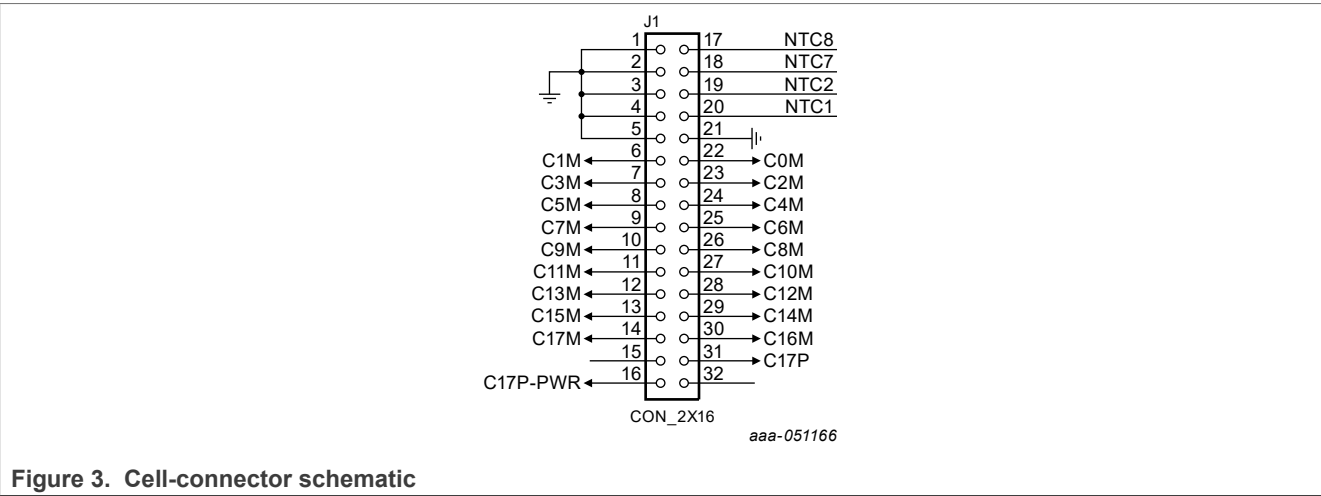 J1
1 17 NTC8
2 18 NTC7
3 19 NTC2
4 20 NTC1
5 21
C1M 6 22 C0M
C3M 7 23 C2M
C5M 8 24 C4M
C7M 9 25 C6M
C9M 10 26 C8M
C11M 11 27 C10M
C13M 12 28 C12M
C15M 13 29 C14M
C17M 14 30 C16M
15 31 C17P
C17P-PWR 16 32
CON_2X16
aaa-051166
Figure 3. Cell-connector schematic